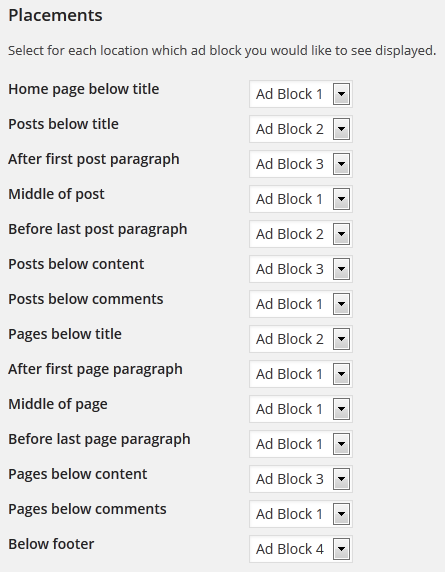 Placements
Select for each location which ad block you would like to see displayed.
Home page below title Ad Block 1
Posts below title Ad Block 2
After first post paragraph Ad Block 3
Middle of post Ad Block 1
Before last post paragraph Ad Block 2
Posts below content Ad Block 3
Posts below comments Ad Block 1
Pages below title Ad Block 2
After first page paragraph Ad Block 1
Middle of page Ad Block 1
Before last page paragraph Ad Block 1
Pages below content Ad Block 3
Pages below comments Ad Block 1
Below footer Ad Block 4